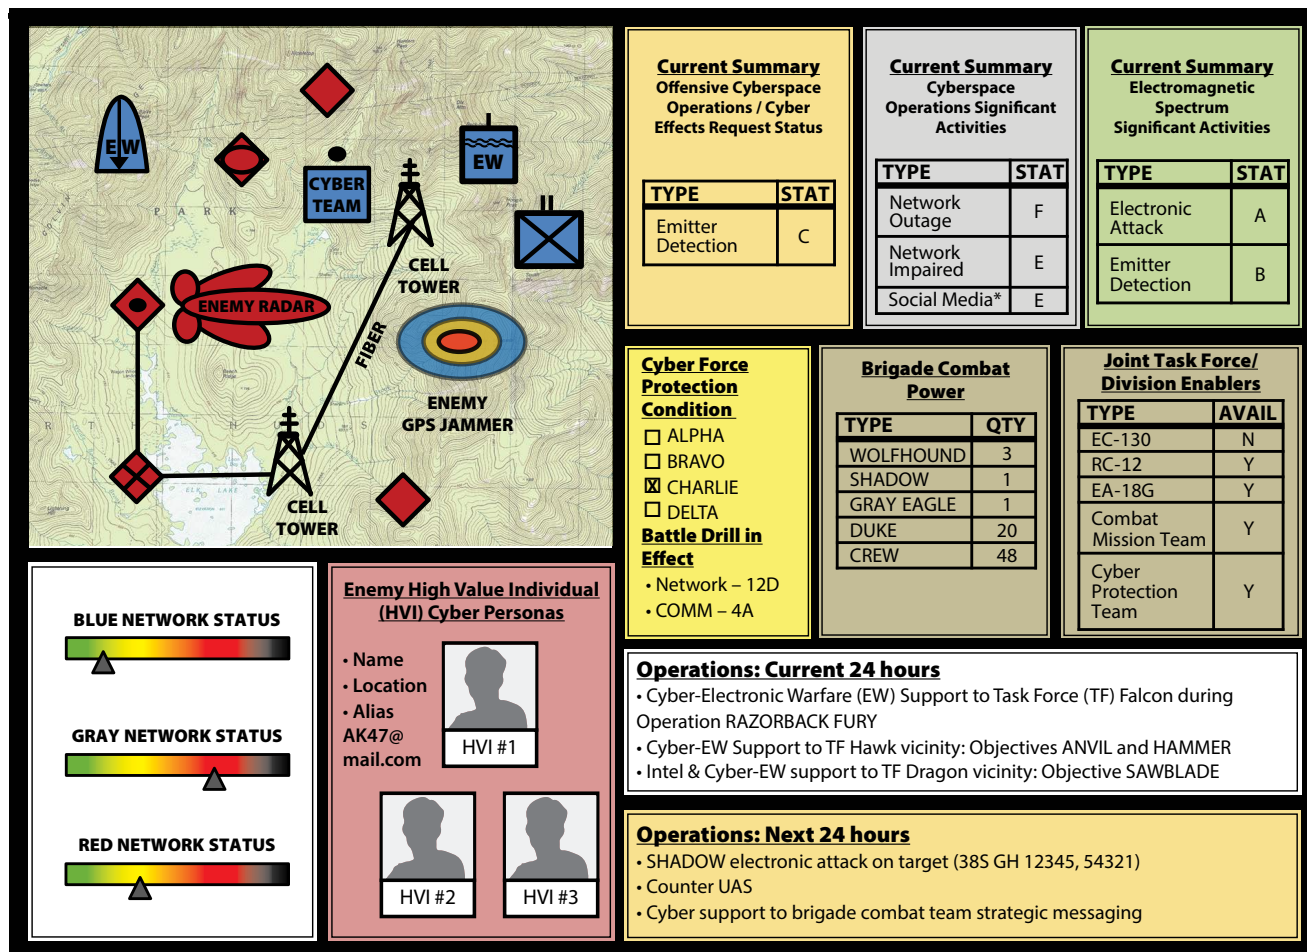 EW
CYBER
TEAM
EW
PARK
CELL
TOWER
ENEMY RADAR
FIBER
ENEMY
GPS JAMMER
ELK LAKE
CELL
TOWER
Current Summary
Offensive Cyberspace
Operations / Cyber
Effects Request Status
TYPE STAT
Emitter
Detection C
Current Summary
Cyberspace
Operations Significant
Activities
TYPE STAT
Network
Outage F
Network
Impaired E
Social Media* E
Current Summary
Electromagnetic
Spectrum
Significant Activities
TYPE STAT
Electronic
Attack A
Emitter
Detection B
Cyber Force
Protection
Condition
ALPHA
BRAVO
X CHARLIE
DELTA
Battle Drill in
Effect
• Network – 12D
• COMM – 4A
Brigade Combat
Power
TYPE QTY
WOLFHOUND 3
SHADOW 1
GRAY EAGLE 1
DUKE 20
CREW 48
Joint Task Force/
Division Enablers
TYPE AVAIL
EC-130 N
RC-12 Y
EA-18G Y
Combat
Mission Team Y
Cyber
Protection
Team Y
BLUE NETWORK STATUS
GRAY NETWORK STATUS
RED NETWORK STATUS
Enemy High Value Individual
(HVI) Cyber Personas
• Name
• Location
• Alias
AK47@
mail.com
HVI #1
HVI #2
HVI #3
Operations: Current 24 hours
• Cyber-Electronic Warfare (EW) Support to Task Force (TF) Falcon during
Operation RAZORBACK FURY
• Cyber-EW Support to TF Hawk vicinity: Objectives ANVIL and HAMMER
• Intel & Cyber-EW support to TF Dragon vicinity: Objective SAWBLADE
Operations: Next 24 hours
• SHADOW electronic attack on target (38S GH 12345, 54321)
• Counter UAS
• Cyber support to brigade combat team strategic messaging